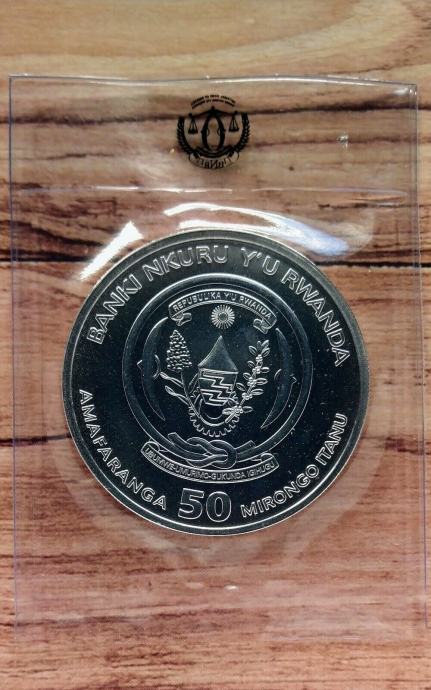 BANKI NKURU Y'U RWANDA
REPUBULIKA Y'U RWANDA
UBUMWE-UMURIMO-GUKUNDA IGIHUGU
AMAFARANGA 50 MIRONGO ITANU